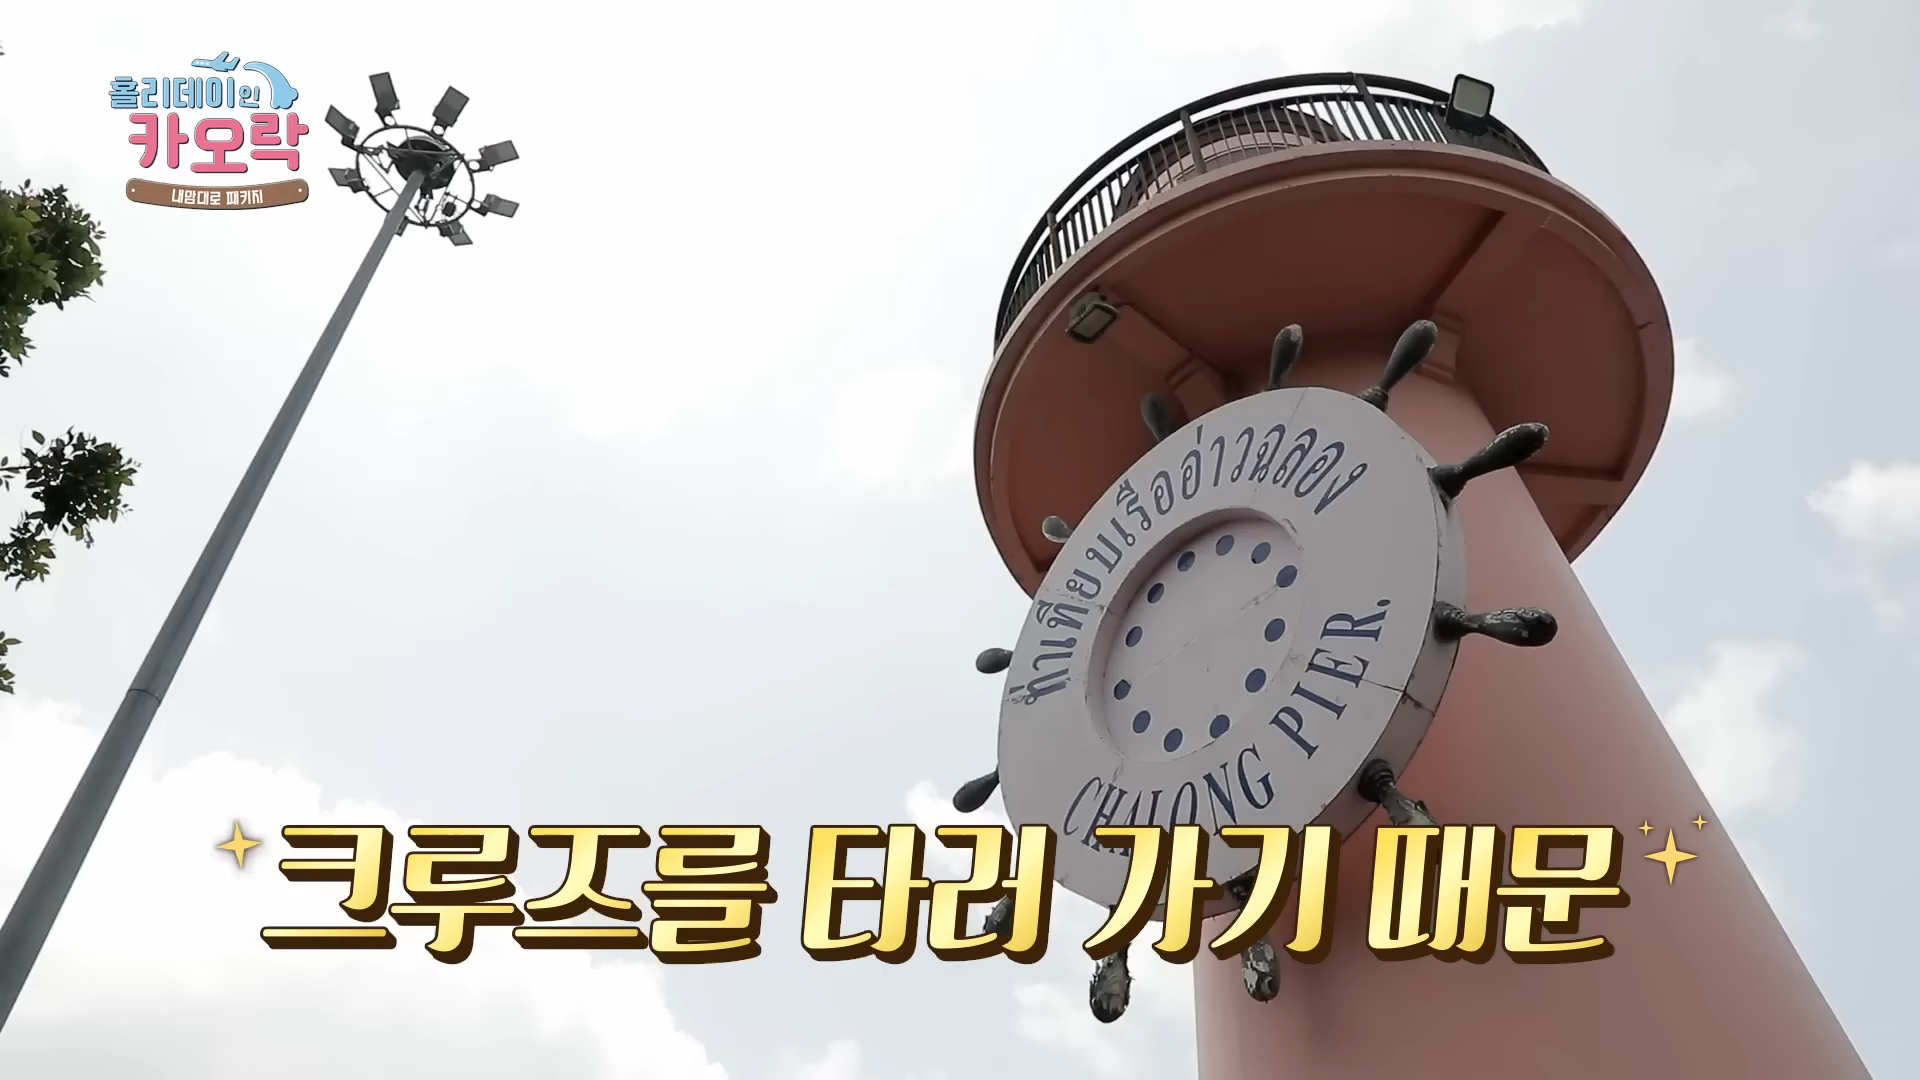 홀리데이인
카오락
내맘대로 패키지
ท่าเทียบเรืออ่าวฉลอง
CHALONG PIER.
크루즈를 타러 가기 때문